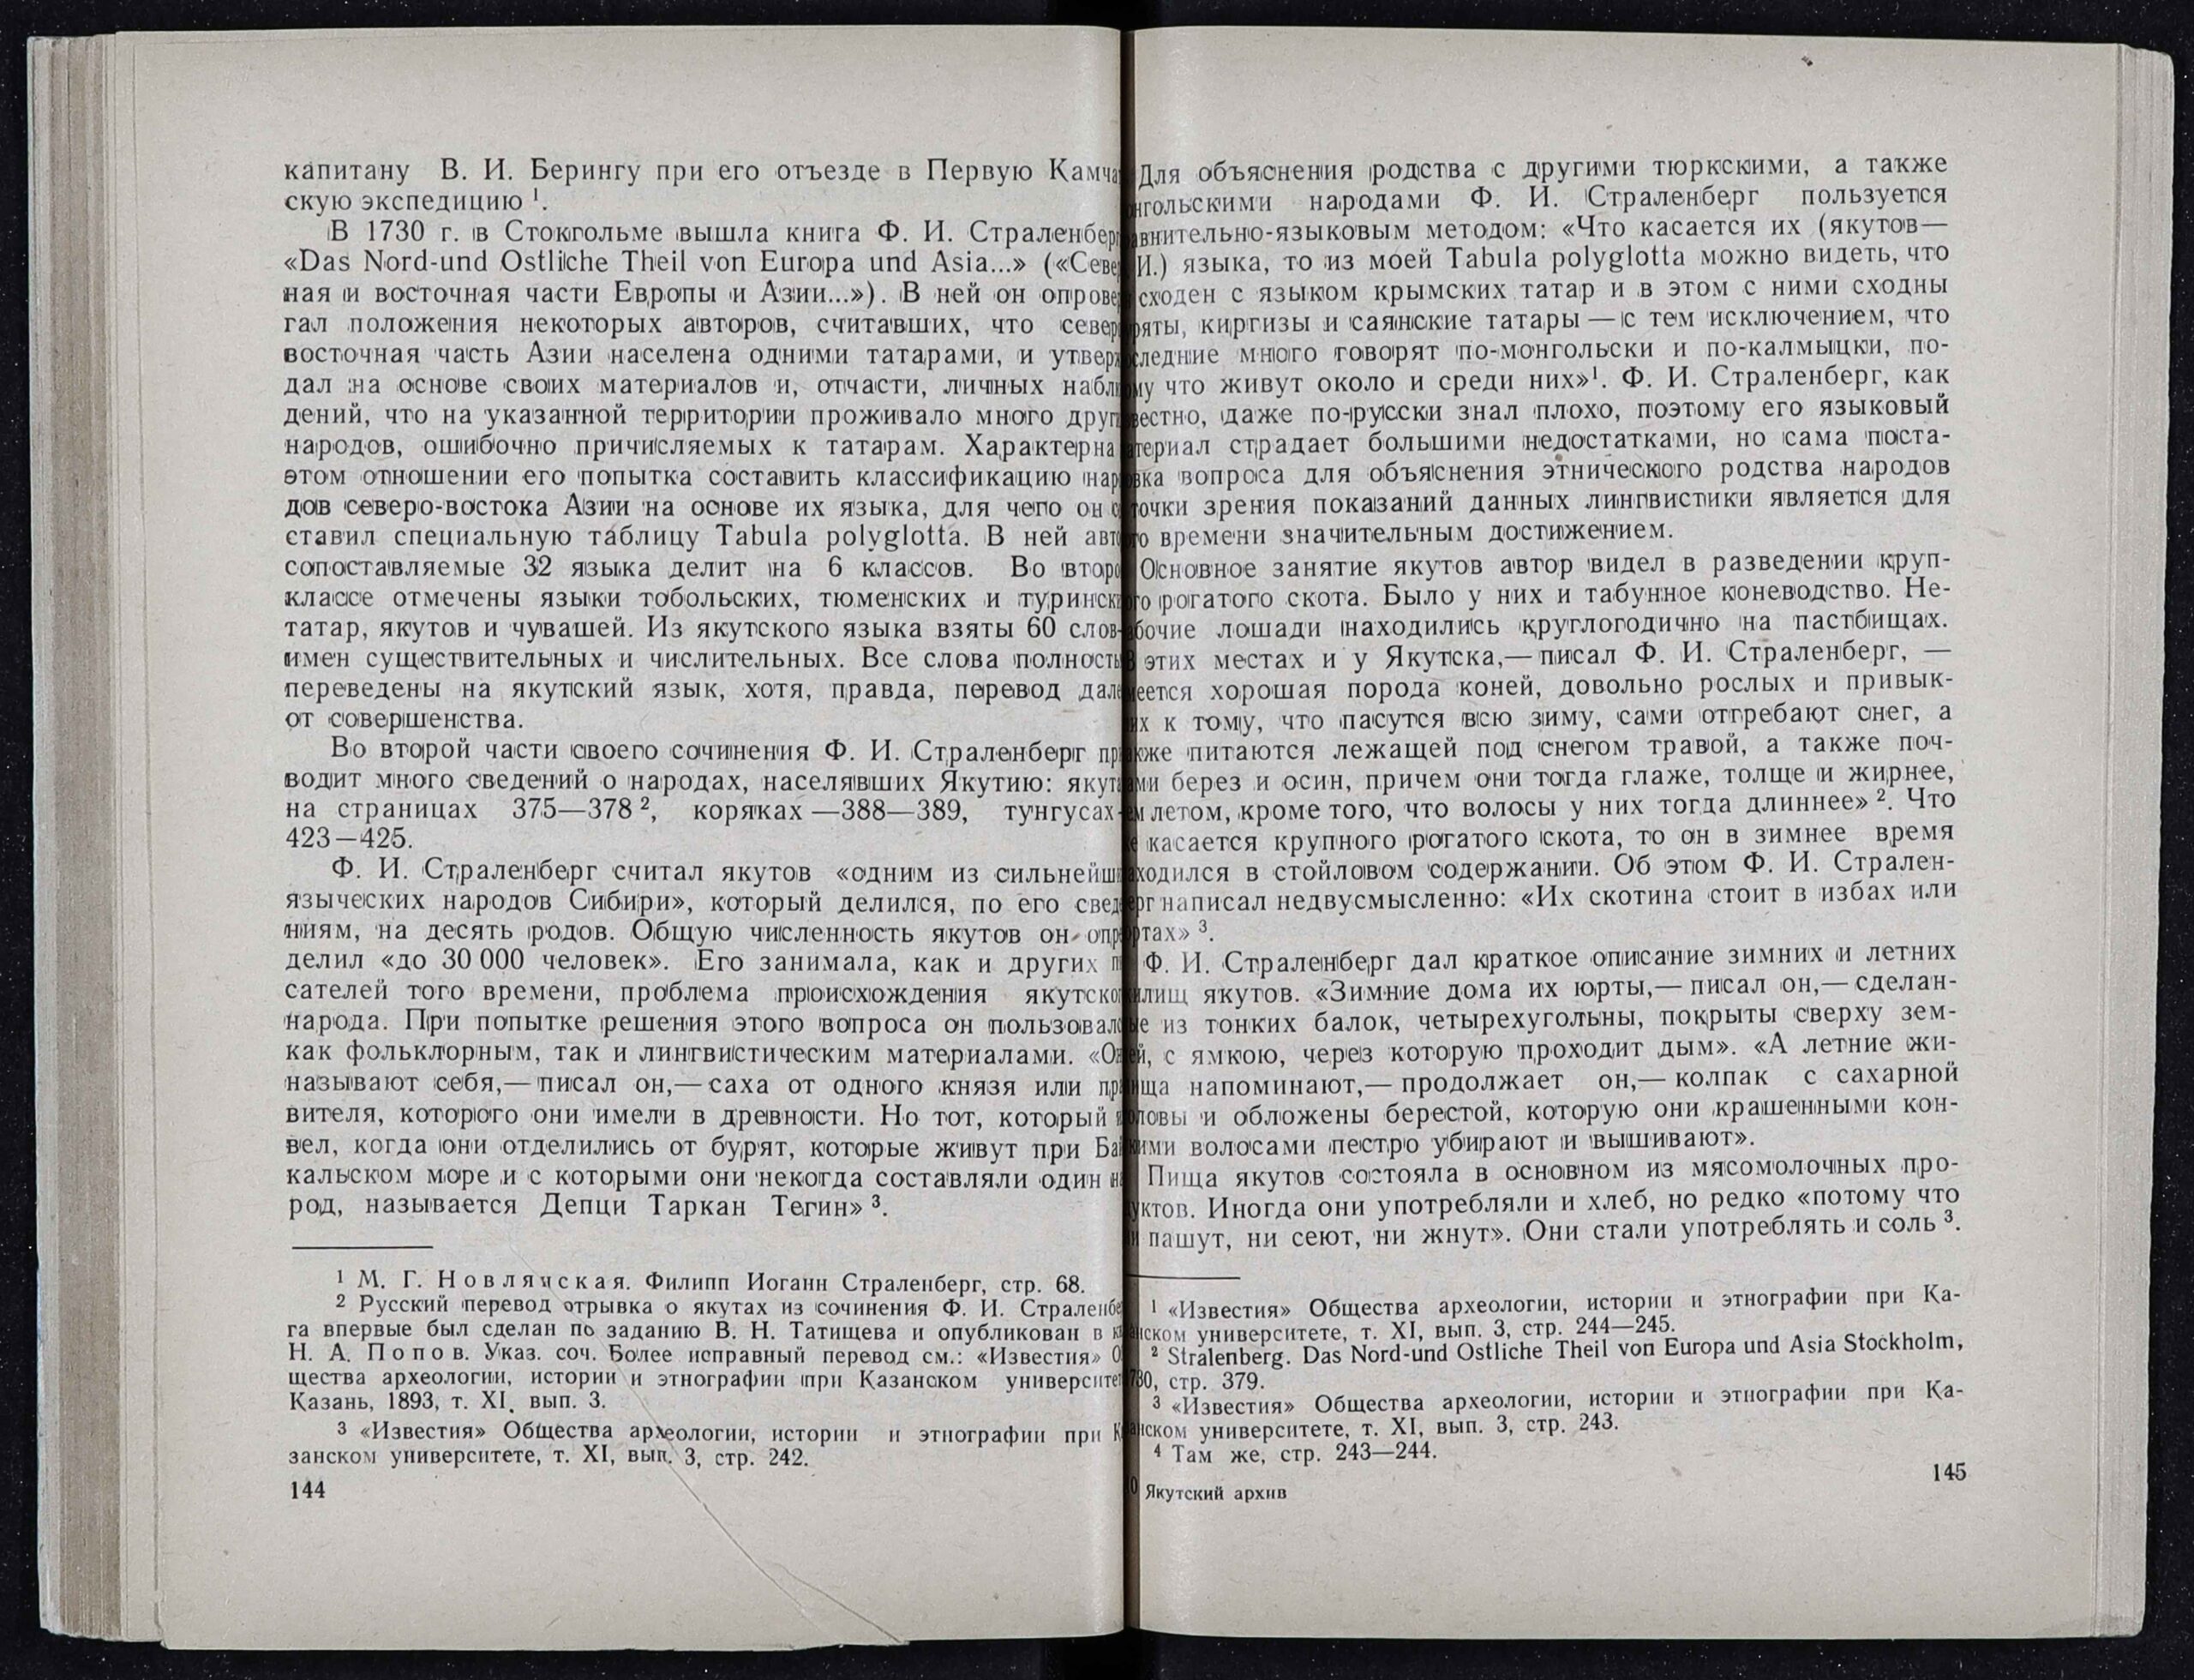 капитану В. И. Берингу при его отъезде в Первую Камча
скую экспедицию ¹.
В 1730 г. в Стокгольме вышла книга Ф. И. Страленбер
«Das Nord-und Ostliche Theil von Europa und Asia...» («Севе
ная и восточная части Европы и Азии...»). В ней он опрове
гал положения некоторых авторов, считавших, что севе
восточная часть Азии населена одними татарами, и утвер
дал на основе своих материалов и, отчасти, личных набл
дений, что на указанной территории проживало много друг
народов, ошибочно причисляемых к татарам. Характерна
этом отношении его попытка составить классификацию нар
дов северо-востока Азии на основе их языка, для чего он с
ставил специальную таблицу Tabula polyglotta. В ней авт
сопоставляемые 32 языка делит на 6 классов. Во второ
классе отмечены языки тобольских, тюменских и туринск
татар, якутов и чувашей. Из якутского языка взяты 60 слов-
имен существительных и числительных. Все слова полность
переведены на якутский язык, хотя, правда, перевод дале
от совершенства.
Во второй части своего сочинения Ф. И. Страленберг пр
водит много сведений о народах, населявших Якутию: якут
на страницах 375—378 ², коряках —388—389, тунгусах-
423—425.
Ф. И. Страленберг считал якутов «одним из сильнейш
языческих народов Сибири», который делился, по его свед
ниям, на десять родов. Общую численность якутов он опр
делил «до 30 000 человек». Его занимала, как и других п
сателей того времени, проблема происхождения якутско
народа. При попытке решения этого вопроса он пользовал
как фольклорным, так и лингвистическим материалами. «О
называют себя,— писал он,— саха от одного князя или пр
вителя, которого они имели в древности. Но тот, который
вел, когда они отделились от бурят, которые живут при Ба
кальском море и с которыми они некогда составляли один н
род, называется Депци Таркан Тегин» ³.
¹ М. Г. Новлянская. Филипп Иоганн Страленберг, стр. 68.
² Русский перевод отрывка о якутах из сочинения Ф. И. Страленбе
га впервые был сделан по заданию В. Н. Татищева и опубликован в к
Н. А. Попов. Указ. соч. Более исправный перевод см.: «Известия» О
щества археологии, истории и этнографии при Казанском университе
Казань, 1893, т. XI, вып. 3.
³ «Известия» Общества археологии, истории и этнографии при К
занском университете, т. XI, вып. 3, стр. 242.
144
Для объяснения родства с другими тюркскими, а также
нгольскими народами Ф. И. Страленберг пользуется
авнительно-языковым методом: «Что касается их (якутов—
И.) языка, то из моей Tabula polyglotta можно видеть, что
сходен с языком крымских татар и в этом с ними сходны
ряты, киргизы и саянские татары — с тем исключением, что
следние много говорят по-монгольски и по-калмыцки, по-
му что живут около и среди них»¹. Ф. И. Страленберг, как
вестно, даже по-русски знал плохо, поэтому его языковый
териал страдает большими недостатками, но сама поста-
вка вопроса для объяснения этнического родства народов
точки зрения показаний данных лингвистики является для
го времени значительным достижением.
Основное занятие якутов автор видел в разведении круп-
го рогатого скота. Было у них и табунное коневодство. Не-
бочие лошади находились круглогодично на пастбищах.
В этих местах и у Якутска,— писал Ф. И. Страленберг, —
меется хорошая порода коней, довольно рослых и привык-
их к тому, что пасутся всю зиму, сами отгребают снег, а
кже питаются лежащей под снегом травой, а также поч-
ми берез и осин, причем они тогда глаже, толще и жирнее,
м летом, кроме того, что волосы у них тогда длиннее» ². Что
е касается крупного рогатого скота, то он в зимнее время
ходился в стойловом содержании. Об этом Ф. И. Стрален-
ерг написал недвусмысленно: «Их скотина стоит в избах или
ртах» ³.
Ф. И. Страленберг дал краткое описание зимних и летних
лищ якутов. «Зимние дома их юрты,— писал он,— сделан-
ые из тонких балок, четырехугольны, покрыты сверху зем-
ей, с ямкою, через которую проходит дым». «А летние жи-
ища напоминают,— продолжает он,— колпак с сахарной
ловы и обложены берестой, которую они крашенными кон-
ими волосами пестро убирают и вышивают».
Пища якутов состояла в основном из мясомолочных про-
уктов. Иногда они употребляли и хлеб, но редко «потому что
и пашут, ни сеют, ни жнут». Они стали употреблять и соль ³.
¹ «Известия» Общества археологии, истории и этнографии при Ка-
анском университете, т. XI, вып. 3, стр. 244—245.
² Stralenberg. Das Nord-und Ostliche Theil von Europa und Asia Stockholm,
730, стр. 379.
³ «Известия» Общества археологии, истории и этнографии при Ка-
анском университете, т. XI, вып. 3, стр. 243.
⁴ Там же, стр. 243—244.
0 Якутский архив
145